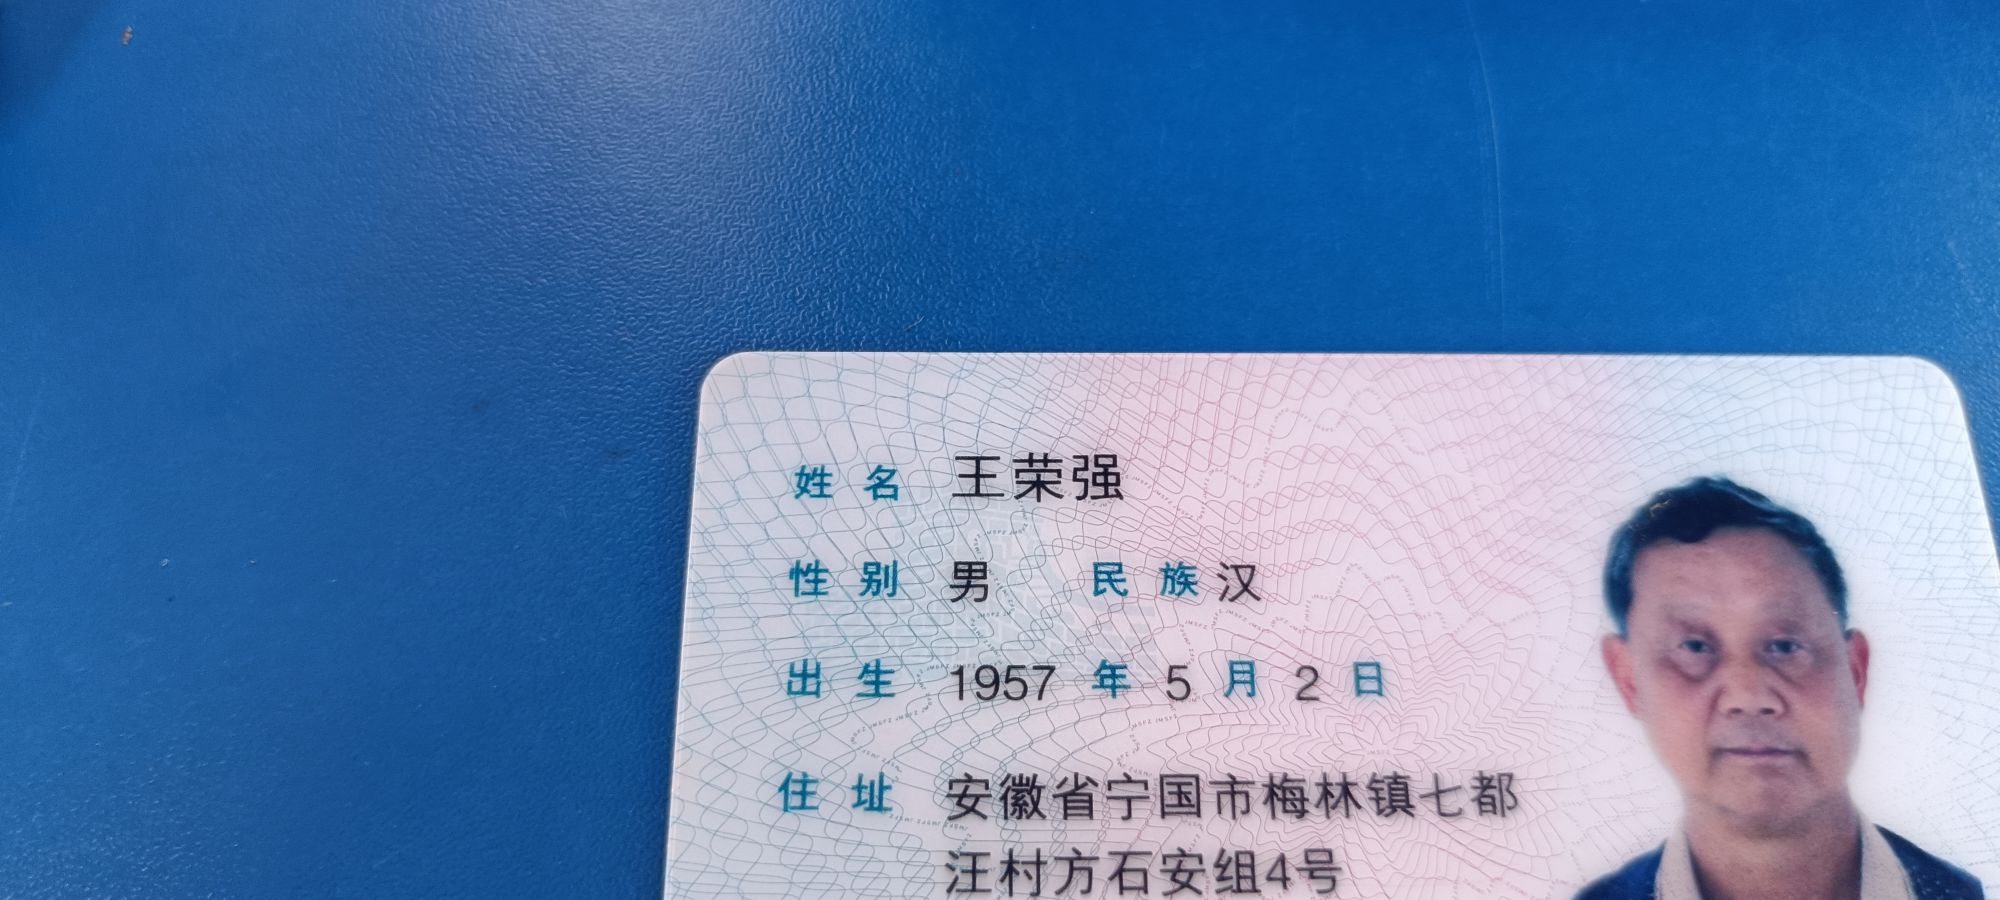 姓名 王荣强
性别 男 民族 汉
出生 1957 年 5 月 2 日
住址 安徽省宁国市梅林镇七都
汪村方石安组4号